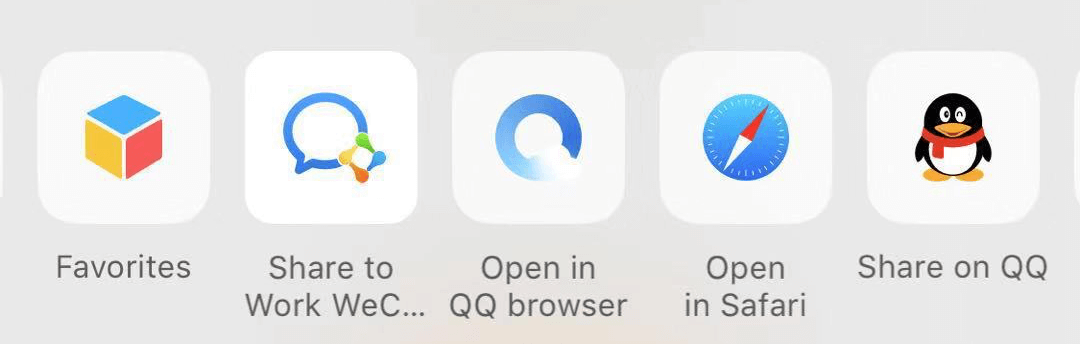 Favorites
Share to
Work WeC...
Open in
QQ browser
Open
in Safari
Share on QQ